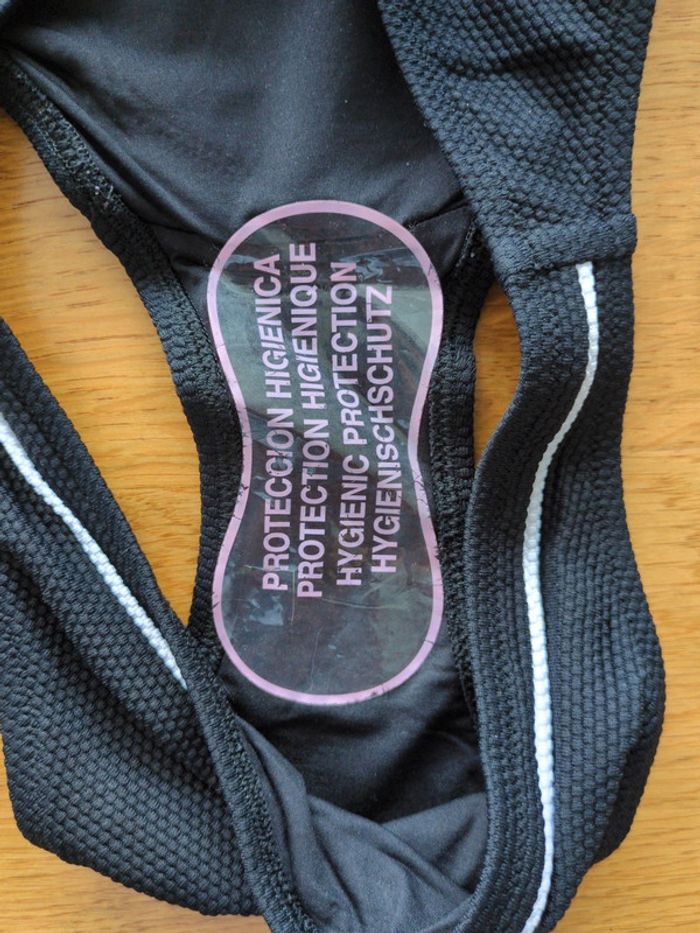 PROTECCION HIGIENICA
PROTECTION HIGIENIQUE
HYGIENIC PROTECTION
HYGIENISCHSCHUTZ